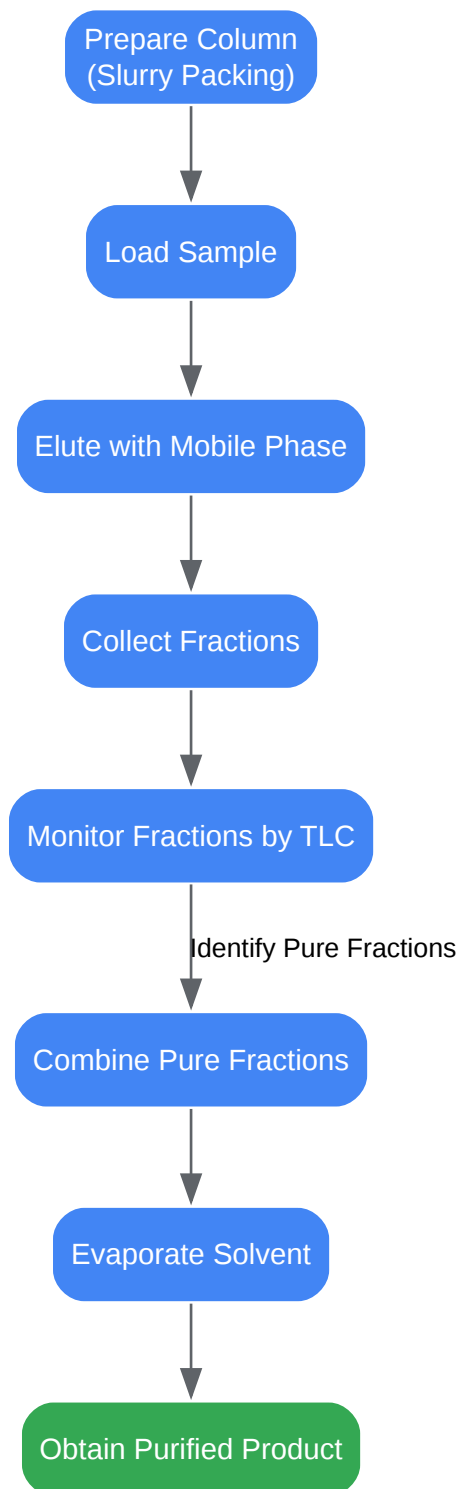 Prepare Column
(Slurry Packing)
Load Sample
Elute with Mobile Phase
Collect Fractions
Monitor Fractions by TLC
Identify Pure Fractions
Combine Pure Fractions
Evaporate Solvent
Obtain Purified Product